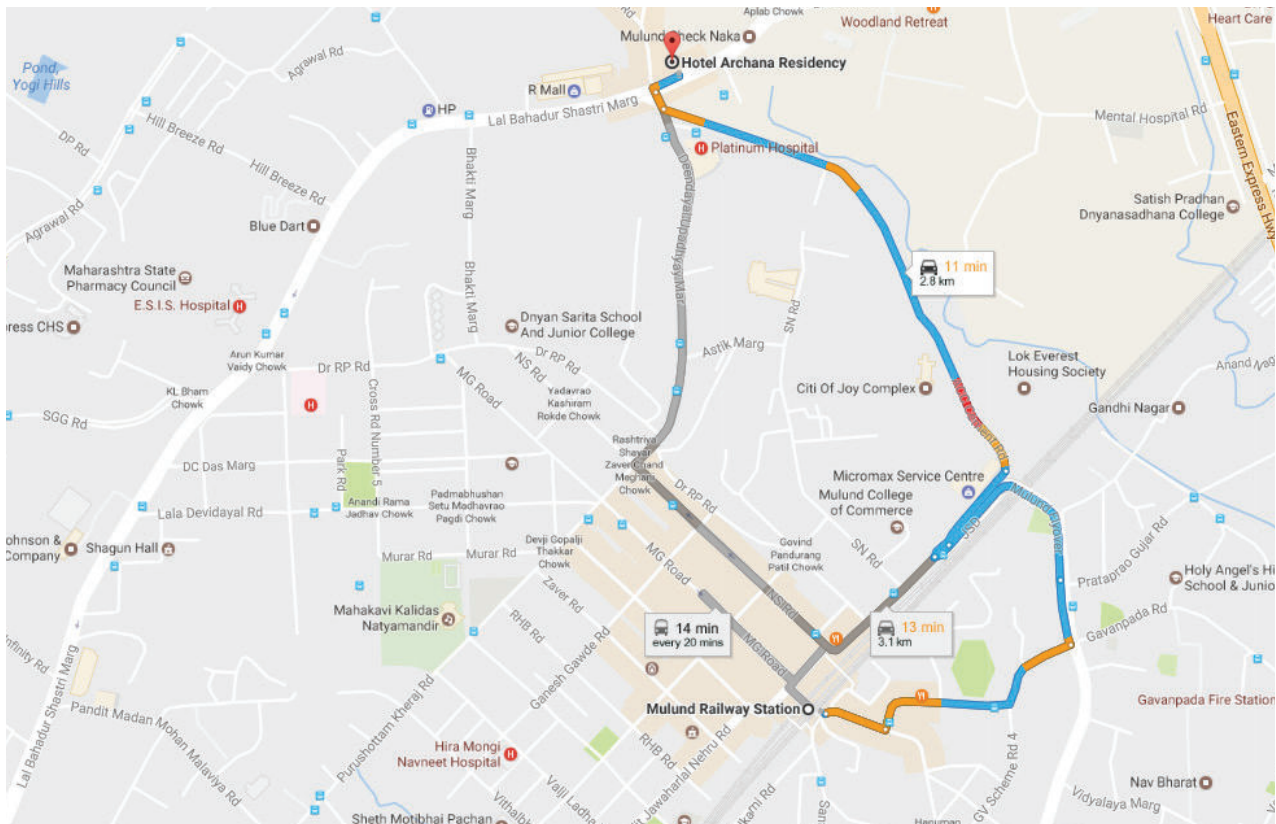 Aplab Chowk
Woodland Retreat
Heart Care
Mulund Check Naka
Hotel Archana Residency
Pond,
Yogi Hills
Agrawal Rd
R Mall
HP
Lal Bahadur Shastri Marg
Mental Hospital Rd
Eastern Express Hwy
DP Rd
Hill Breeze Rd
Hill Breeze Rd
Bhakti Marg
Platinum Hospital
Deendayal Upadhyay Mar
Agrawal Rd
Blue Dart
Satish Pradhan
Dnyanasadhana College
Maharashtra State
Pharmacy Council
E.S.I.S. Hospital
Bhakti Marg
11 min
2.8 km
ress CHS
Dnyan Sarita School
And Junior College
SN Rd
Arun Kumar
Vaidy Chowk
Dr RP Rd
Dr RP Rd
NS Rd
MG Road
Astik Marg
Lok Everest
Housing Society
Anand Nag
KL Bham
Chowk
Cross Rd Number 5
Yadavrao
Kashiram
Rokde Chowk
Citi Of Joy Complex
Gandhi Nagar
SGG Rd
Park Rd
DC Das Marg
Rashtriya
Shayar
Zaverchand
Meghani
Chowk
Dr RP Rd
Micromax Service Centre
Mulund College
of Commerce
Mulund Flyover
Lala Devidayal Rd
Anandi Rama
Jadhav Chowk
Padmabhushan
Setu Madhavrao
Pagdi Chowk
JSD
Johnson &
Company
Shagun Hall
Murar Rd
Murar Rd
Devji Gopalji
Thakkar
Chowk
MG Road
Govind
Pandurang
Patil Chowk
SN Rd
Prataprao Gujar Rd
Holy Angel's Hi
School & Junio
Mahakavi Kalidas
Natyamandir
Zaver Rd
RHB Rd
NS Rd
Gavanpada Rd
14 min
every 20 mins
13 min
3.1 km
Infinity Rd
Lal Bahadur Shastri Marg
Pandit Madan Mohan Malaviya Rd
Purushottam Kheraj Rd
Ganesh Gawde Rd
MG Road
Mulund Railway Station
Gavanpada Fire Station
Hira Mongi
Navneet Hospital
RHB Rd
Jawaharlal Nehru Rd
GV Scheme Rd 4
Nav Bharat
Vidyalaya Marg
Sheth Motibhai Pachan